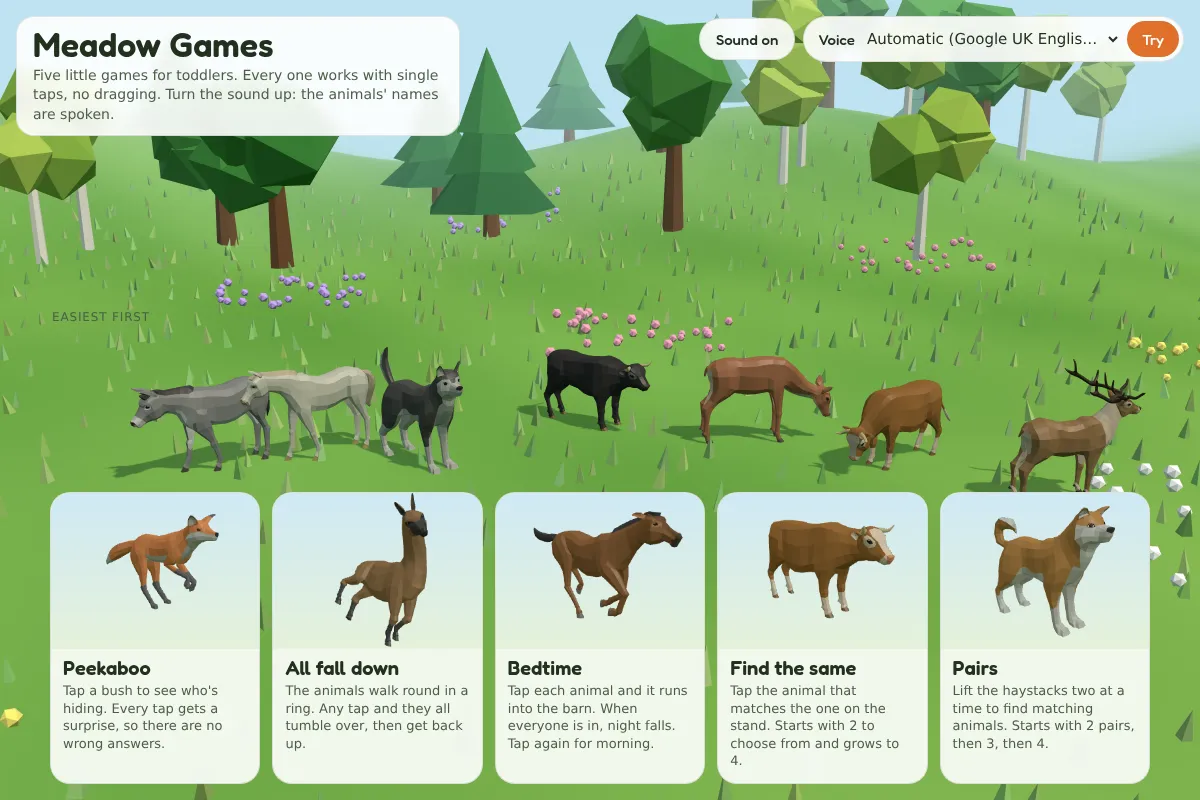 Meadow Games
Five little games for toddlers. Every one works with single
taps, no dragging. Turn the sound up: the animals' names
are spoken.
Sound on
Voice Automatic (Google UK Englis...
Try
EASIEST FIRST
Peekaboo
Tap a bush to see who's
hiding. Every tap gets a
surprise, so there are no
wrong answers.
All fall down
The animals walk round in a
ring. Any tap and they all
tumble over, then get back
up.
Bedtime
Tap each animal and it runs
into the barn. When
everyone is in, night falls.
Tap again for morning.
Find the same
Tap the animal that
matches the one on the
stand. Starts with 2 to
choose from and grows to
4.
Pairs
Lift the haystacks two at a
time to find matching
animals. Starts with 2 pairs,
then 3, then 4.